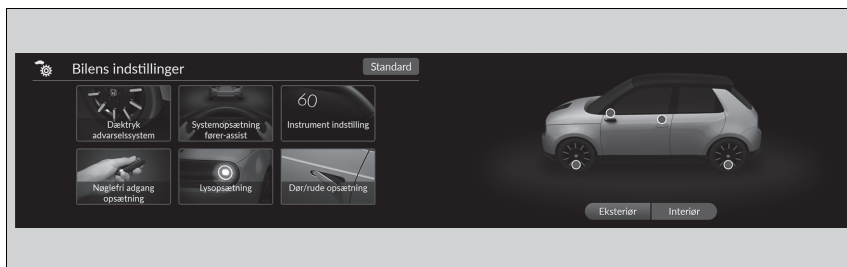 Bilens indstillinger
Standard
Dæktryk
advarselssystem
Systemopsætning
fører-assist
60
Instrument indstilling
Nøglefri adgang
opsætning
Lysopsætning
Dør/rude opsætning
Eksteriør
Interiør